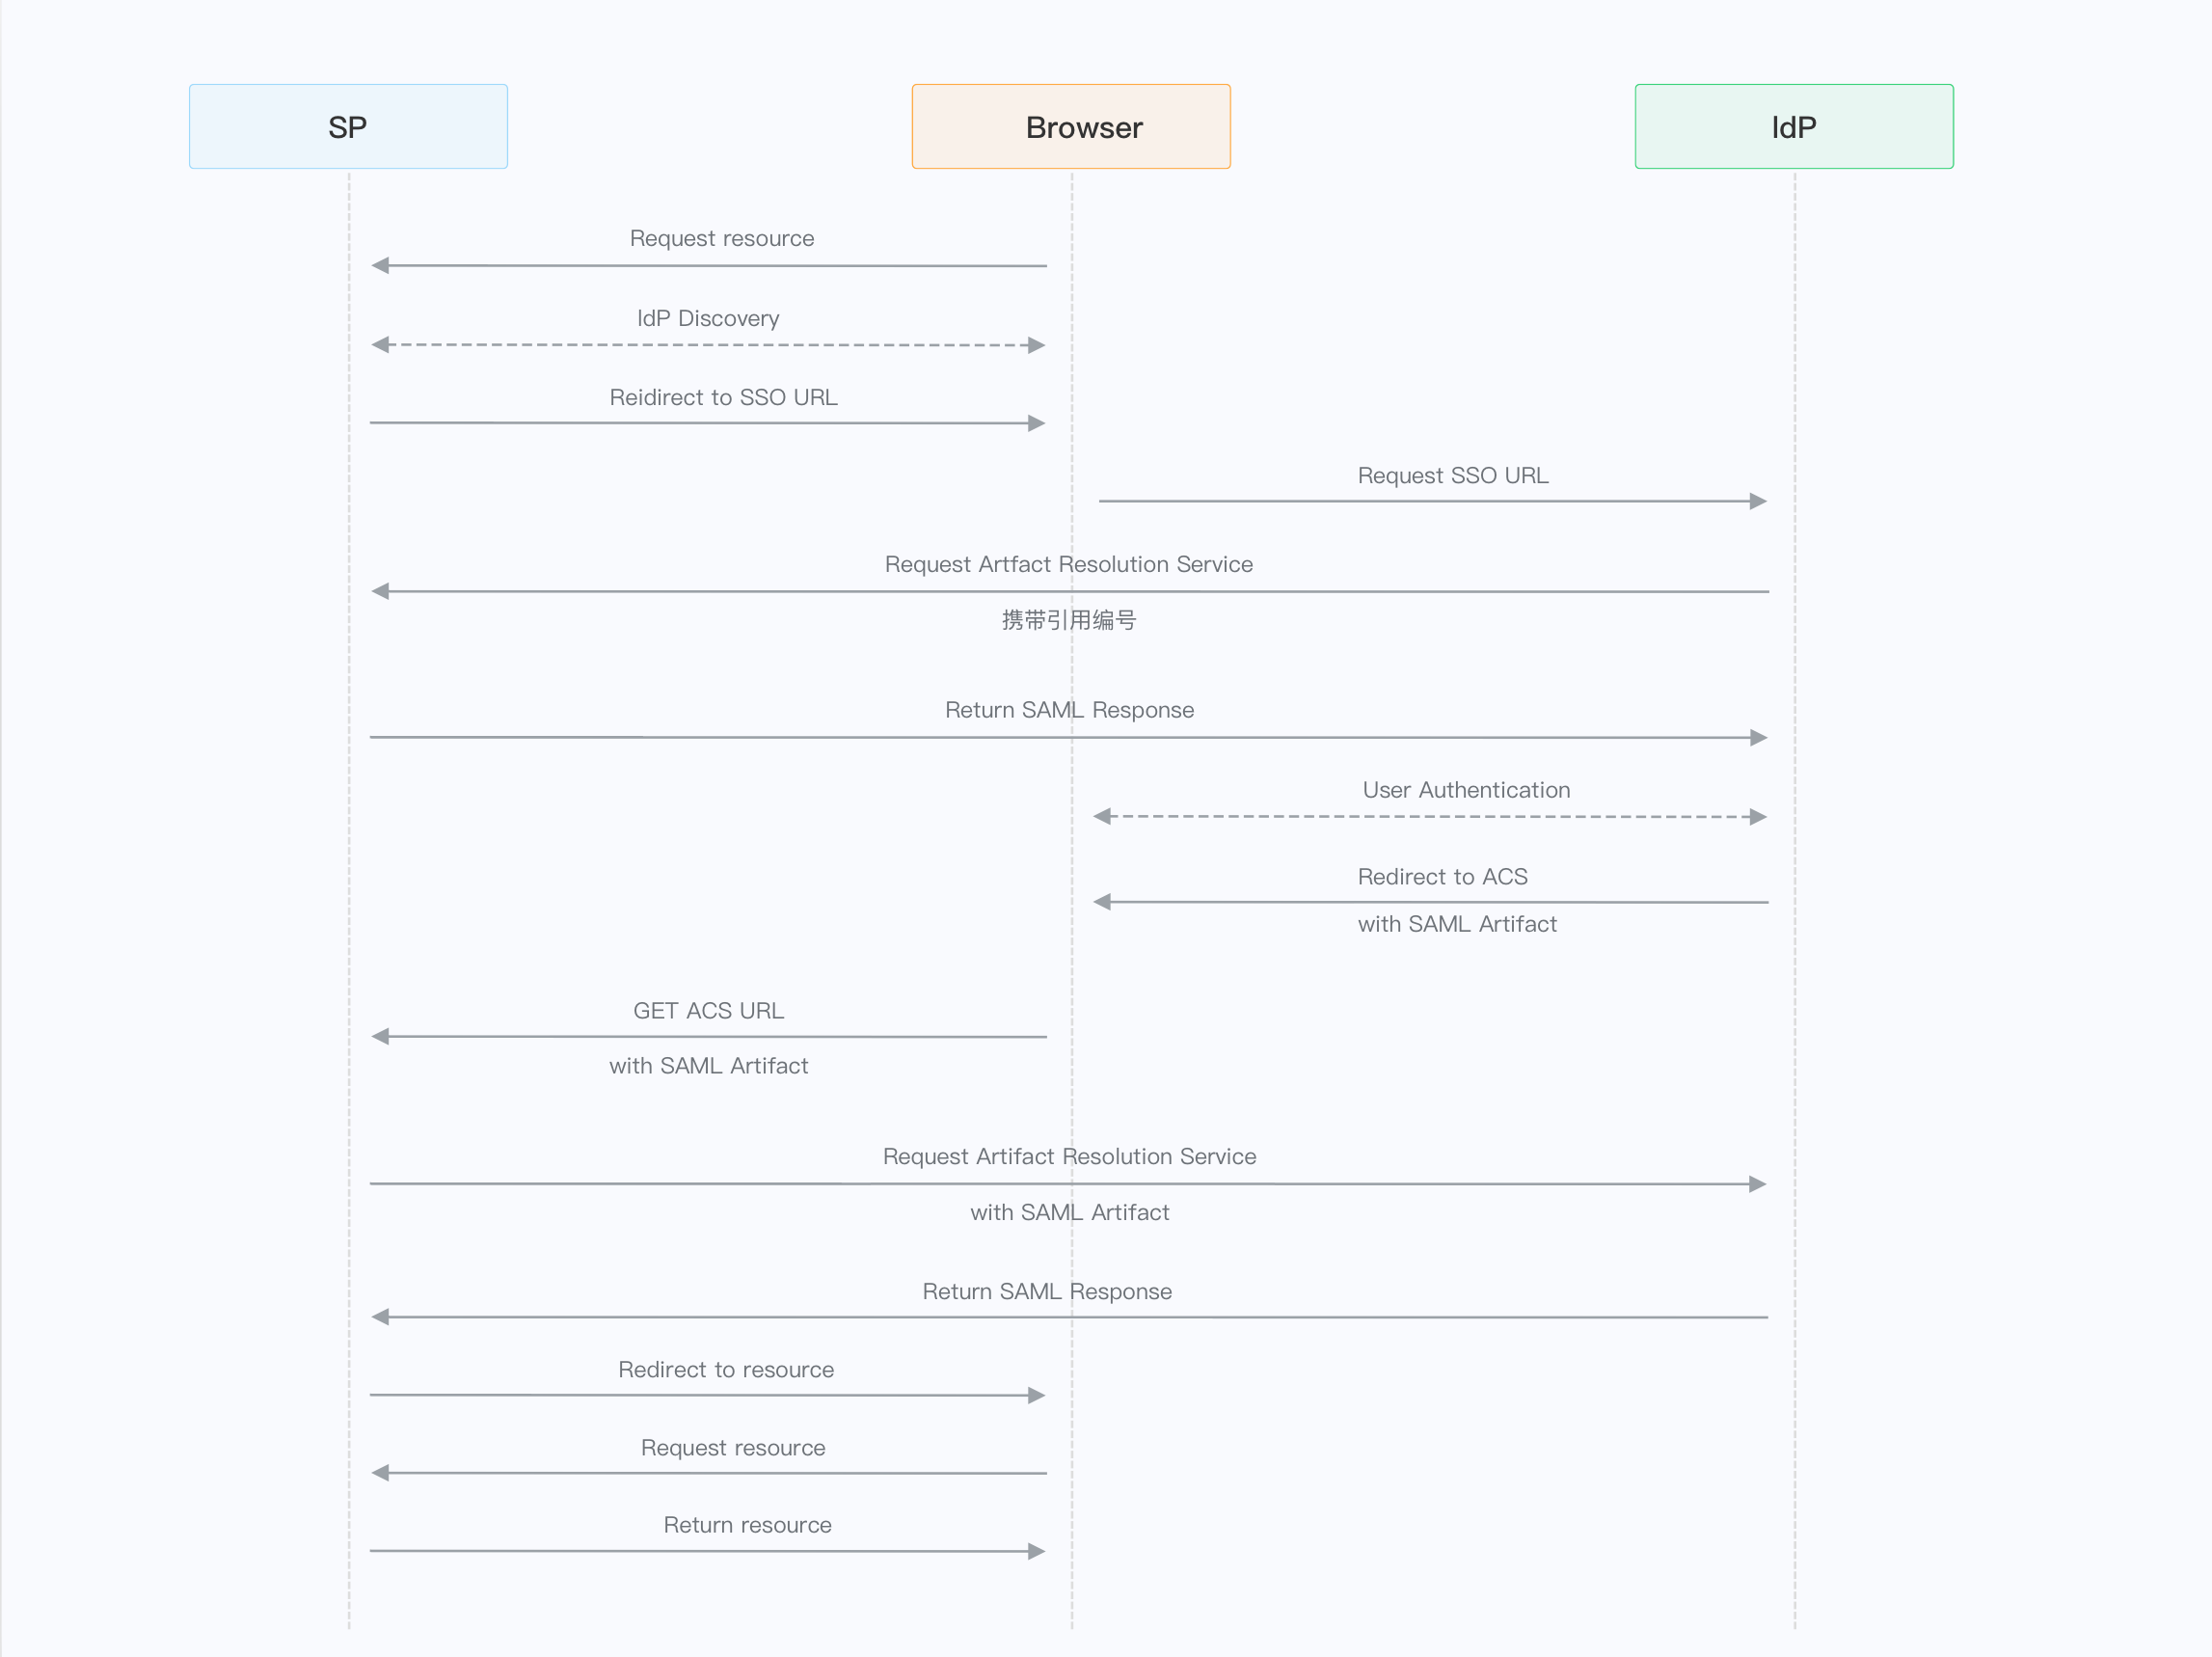 SP
Browser
IdP
Request resource
IdP Discovery
Reidirect to SSO URL
Request SSO URL
Request Artfact Resolution Service
携带引用编号
Return SAML Response
User Authentication
Redirect to ACS
with SAML Artifact
GET ACS URL
with SAML Artifact
Request Artifact Resolution Service
with SAML Artifact
Return SAML Response
Redirect to resource
Request resource
Return resource